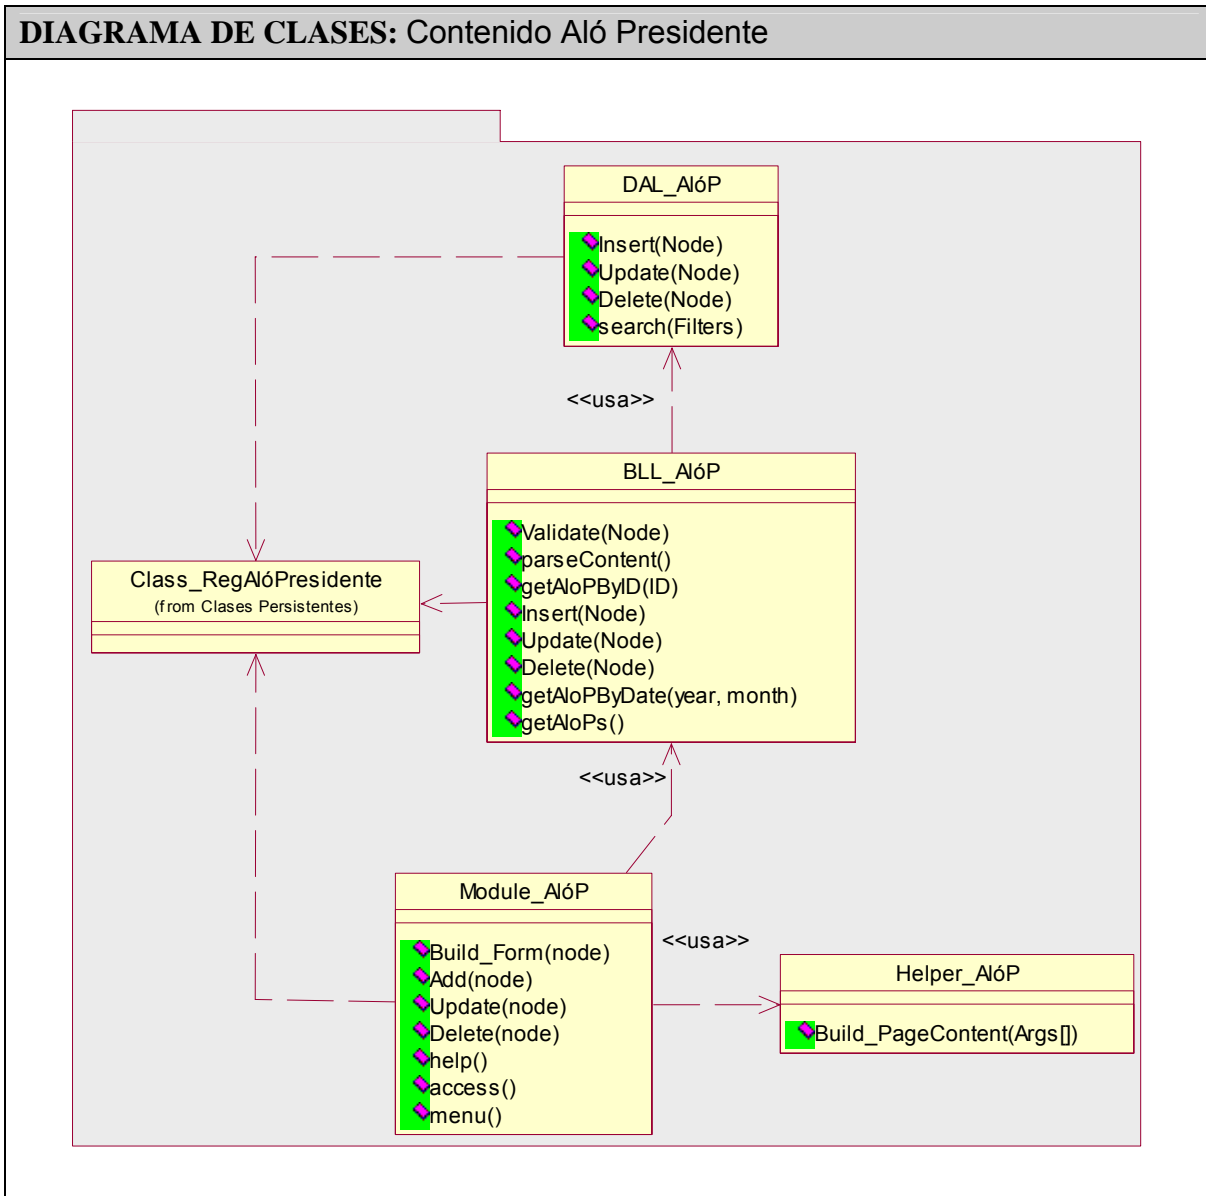 DIAGRAMA DE CLASES: Contenido Aló Presidente
DAL_AlóP
Insert(Node)
Update(Node)
Delete(Node)
search(Filters)
<<usa>>
BLL_AlóP
Validate(Node)
parseContent()
getAloPByID(ID)
Insert(Node)
Update(Node)
Delete(Node)
getAloPByDate(year, month)
getAloPs()
Class_RegAlóPresidente
(from Clases Persistentes)
<<usa>>
Module_AlóP
Build_Form(node)
Add(node)
Update(node)
Delete(node)
help()
access()
menu()
<<usa>>
Helper_AlóP
Build_PageContent(Args[])